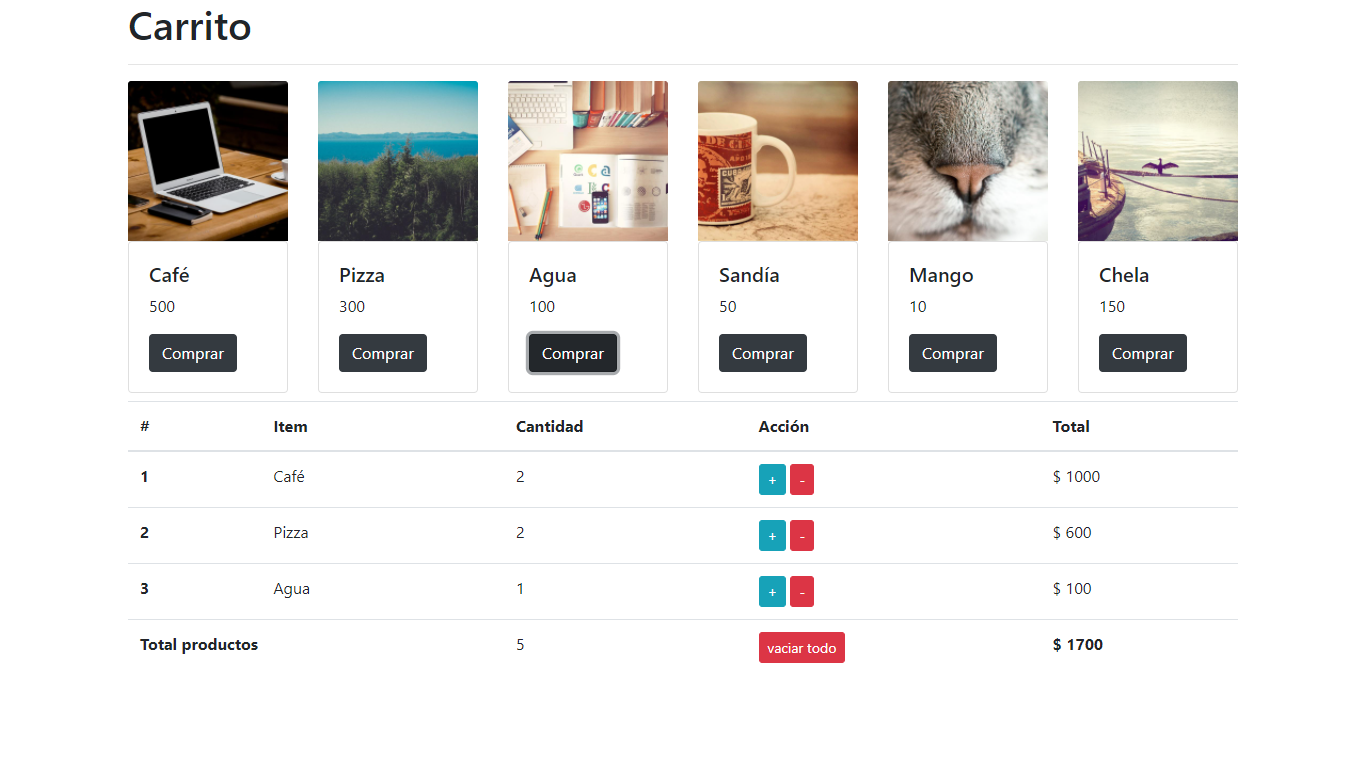 Carrito
Café
500
Comprar
Pizza
300
Comprar
Agua
100
Comprar
Sandía
50
Comprar
Mango
10
Comprar
Chela
150
Comprar
# Item Cantidad Acción Total
1 Café 2 + - $ 1000
2 Pizza 2 + - $ 600
3 Agua 1 + - $ 100
Total productos 5 vaciar todo $ 1700